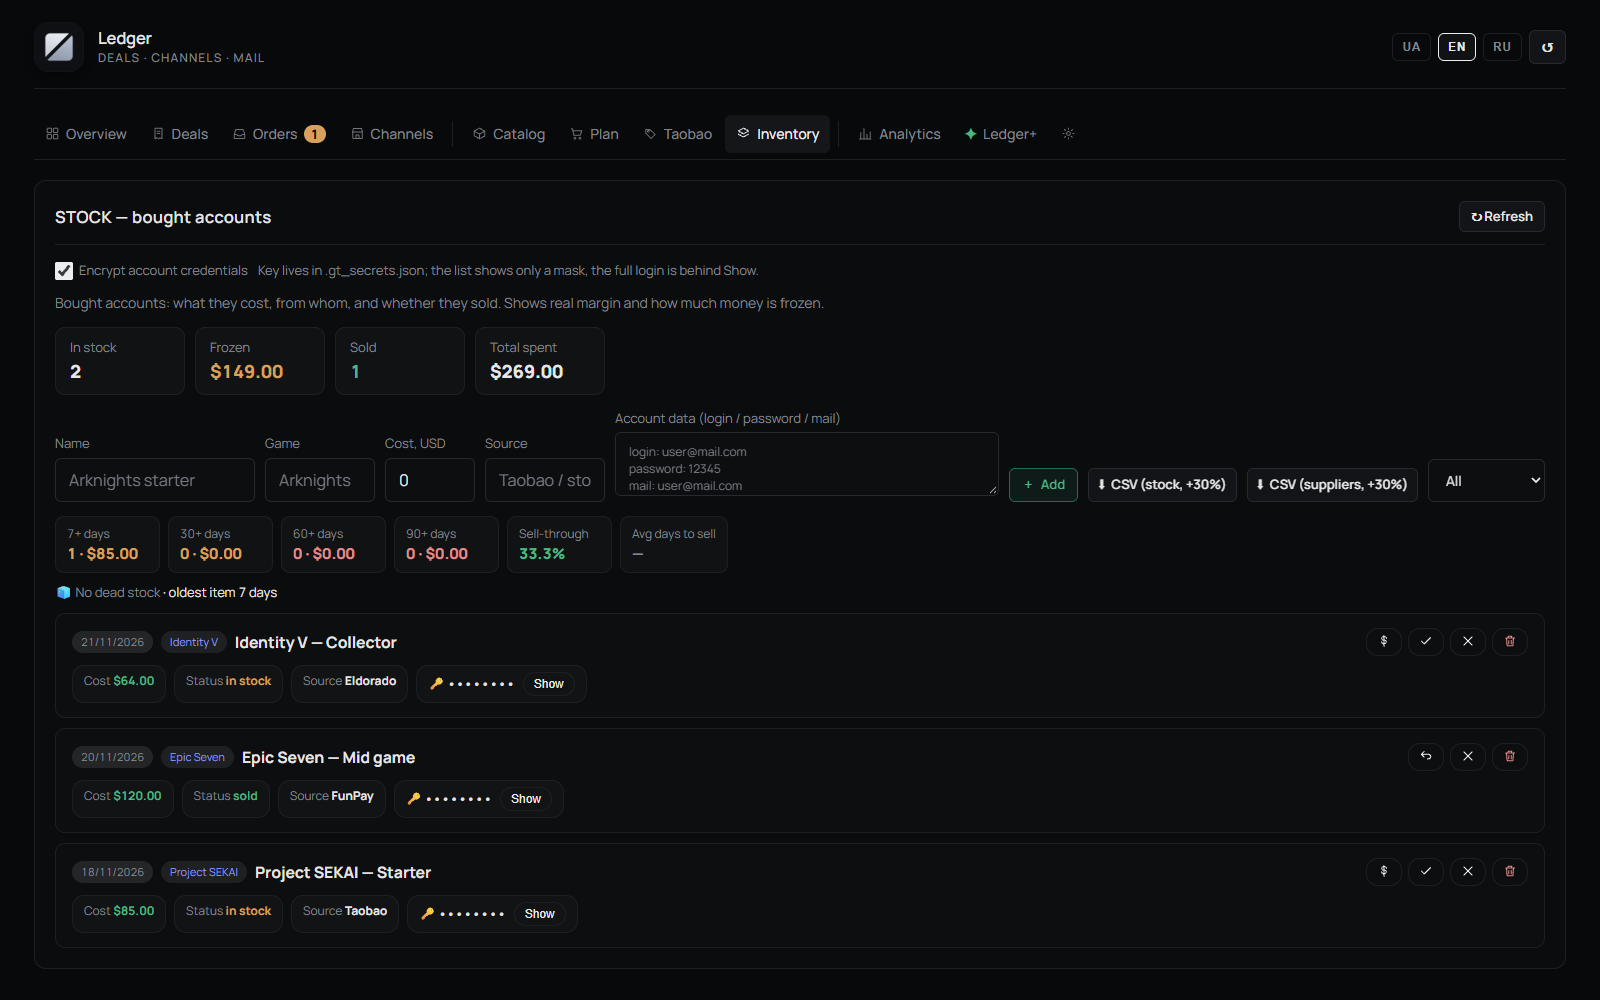 Ledger
DEALS · CHANNELS · MAIL
UA EN RU
Overview Deals Orders 1 Channels Catalog Plan Taobao Inventory Analytics Ledger+
STOCK — bought accounts
Refresh
Encrypt account credentials Key lives in .gt_secrets.json; the list shows only a mask, the full login is behind Show.
Bought accounts: what they cost, from whom, and whether they sold. Shows real margin and how much money is frozen.
In stock Frozen Sold Total spent
2 $149.00 1 $269.00
Account data (login / password / mail)
Name Game Cost, USD Source
Arknights starter Arknights 0 Taobao / sto
login: user@mail.com
password: 12345
mail: user@mail.com
+ Add CSV (stock, +30%) CSV (suppliers, +30%) All
7+ days 30+ days 60+ days 90+ days Sell-through Avg days to sell
1 · $85.00 0 · $0.00 0 · $0.00 0 · $0.00 33.3% —
No dead stock · oldest item 7 days
21/11/2026 Identity V Identity V — Collector $
Cost $64.00 Status in stock Source Eldorado •••••••• Show
20/11/2026 Epic Seven Epic Seven — Mid game
Cost $120.00 Status sold Source FunPay •••••••• Show
18/11/2026 Project SEKAI Project SEKAI — Starter $
Cost $85.00 Status in stock Source Taobao •••••••• Show